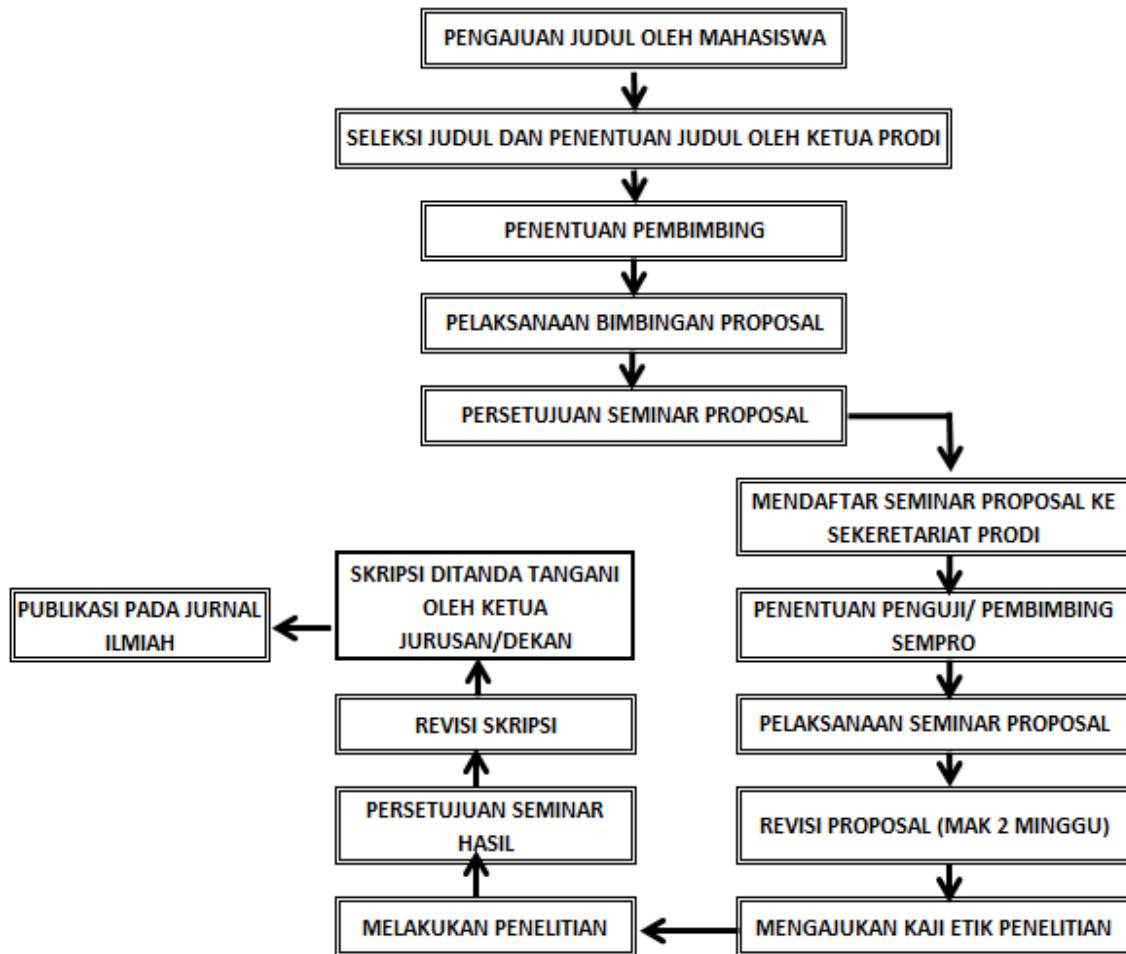 PENGAJUAN JUDUL OLEH MAHASISWA
SELEKSI JUDUL DAN PENENTUAN JUDUL OLEH KETUA PRODI
PENENTUAN PEMBIMBING
PELAKSANAAN BIMBINGAN PROPOSAL
PERSETUJUAN SEMINAR PROPOSAL
MENDAFTAR SEMINAR PROPOSAL KE
SEKERETARIAT PRODI
PENENTUAN PENGUJI/ PEMBIMBING
SEMPRO
PELAKSANAAN SEMINAR PROPOSAL
REVISI PROPOSAL (MAK 2 MINGGU)
MENGAJUKAN KAJI ETIK PENELITIAN
MELAKUKAN PENELITIAN
PERSETUJUAN SEMINAR
HASIL
REVISI SKRIPSI
SKRIPSI DITANDA TANGANI
OLEH KETUA
JURUSAN/DEKAN
PUBLIKASI PADA JURNAL
ILMIAH